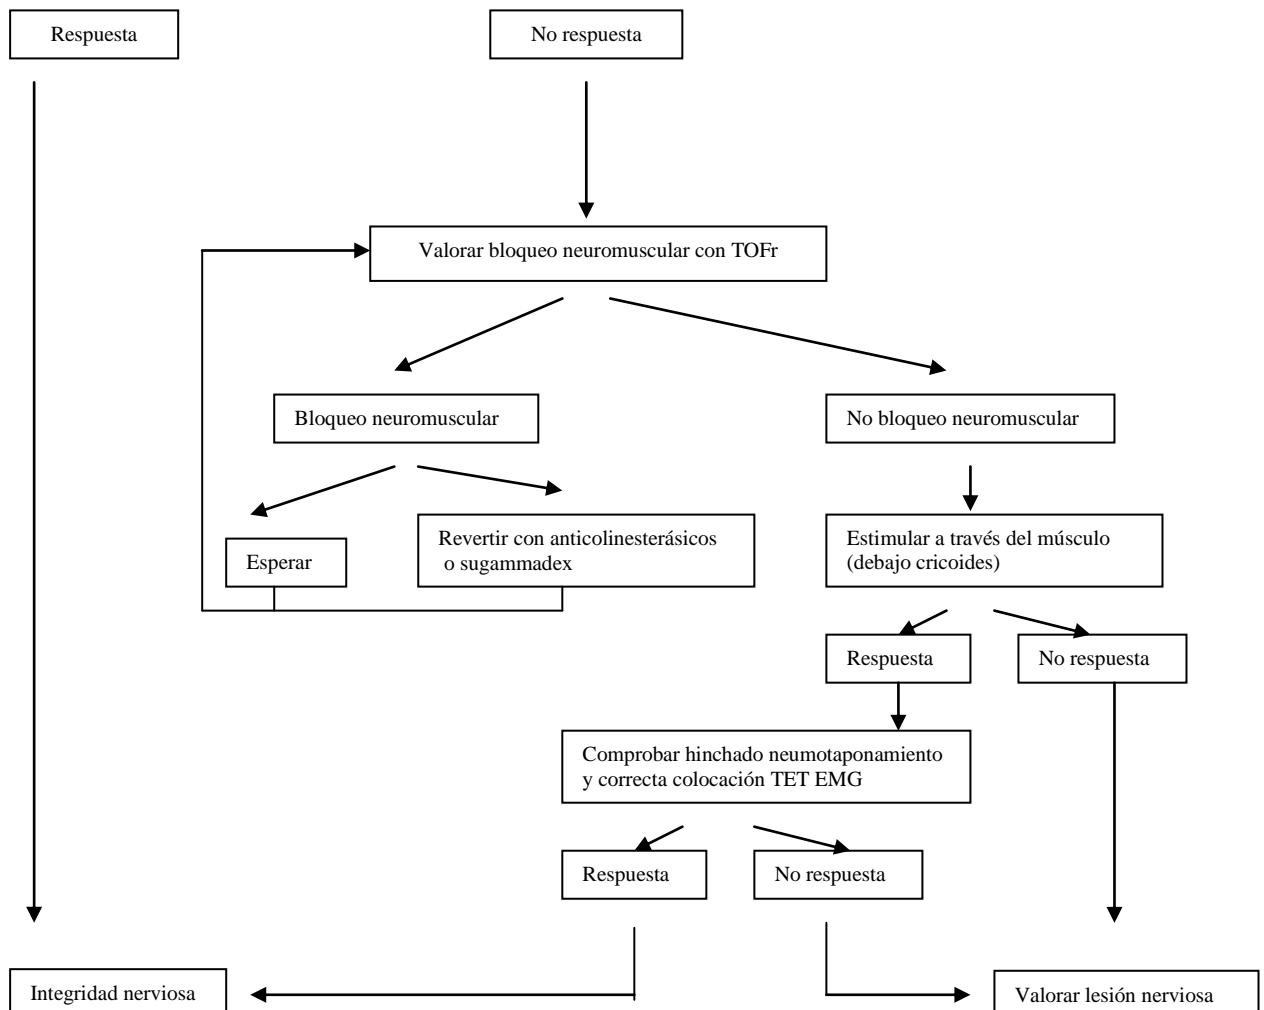 Respuesta
No respuesta
Valorar bloqueo neuromuscular con TOFr
Bloqueo neuromuscular
No bloqueo neuromuscular
Esperar
Revertir con anticolinesterásicos
o sugammadex
Estimular a través del músculo
(debajo cricoides)
Respuesta
No respuesta
Comprobar hinchado neumotaponamiento
y correcta colocación TET EMG
Respuesta
No respuesta
Integridad nerviosa
Valorar lesión nerviosa